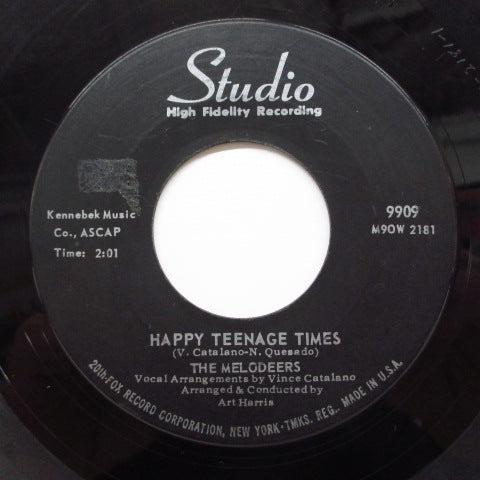 Studio
High Fidelity Recording
Kennebek Music
Co., ASCAP
Time: 2:01
9909
M9OW 2181
HAPPY TEENAGE TIMES
(V. Catalano-N. Quesado)
THE MELODEERS
Vocal Arrangements by Vince Catalano
Arranged & Conducted by
Art Harris
20th-FOX RECORD CORPORATION, NEW YORK-TMKS. REG., MADE IN U.S.A.